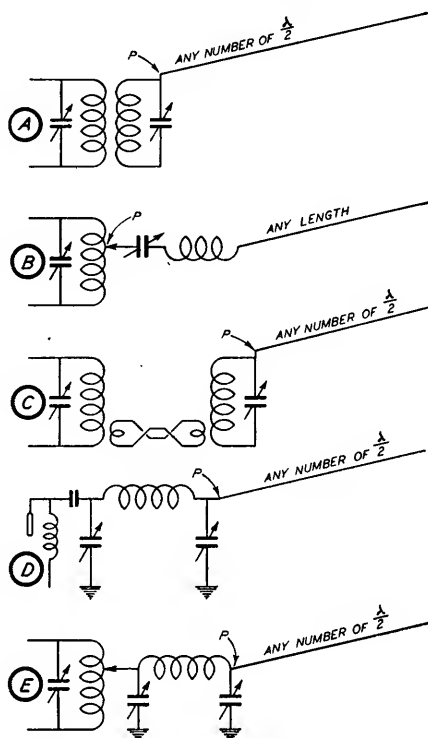 P
ANY NUMBER OF λ/2
A
P
ANY LENGTH
B
P
ANY NUMBER OF λ/2
C
P
ANY NUMBER OF λ/2
D
P
ANY NUMBER OF λ/2
E